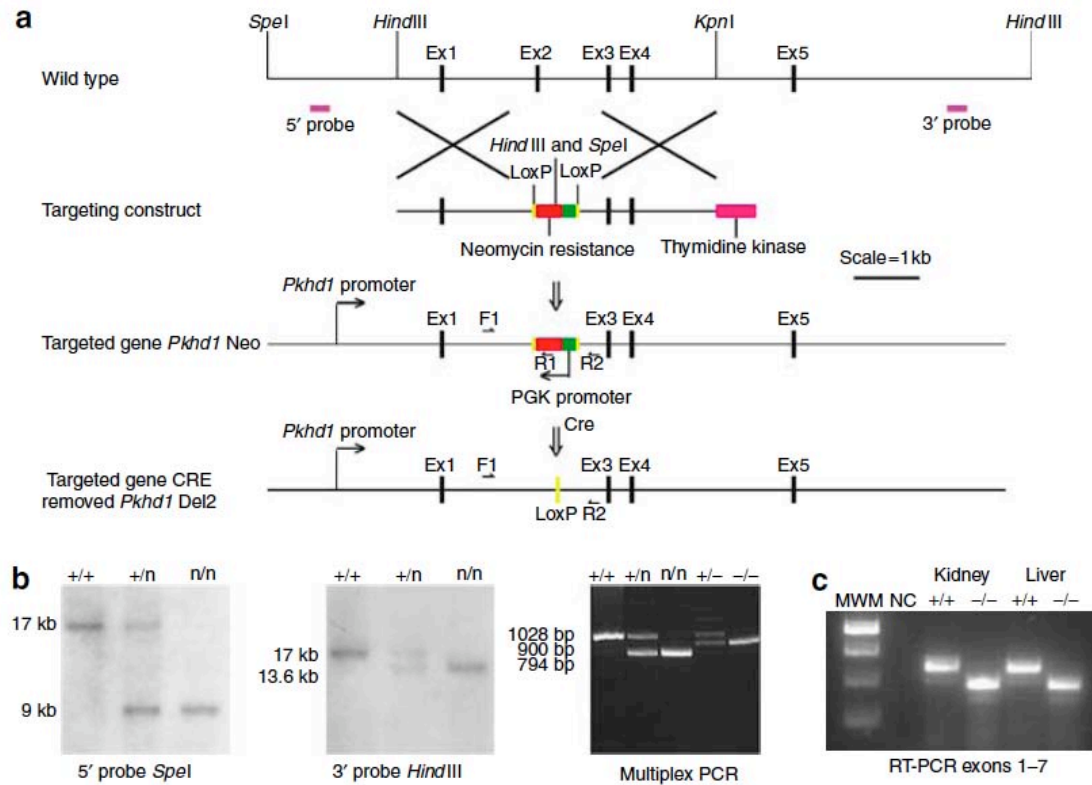 a
SpeI HindIII KpnI HindIII
Ex1 Ex2 Ex3 Ex4 Ex5
Wild type
5′ probe 3′ probe
HindIII and SpeI
LoxP LoxP
Targeting construct
Neomycin resistance Thymidine kinase
Scale=1kb
Pkhd1 promoter
Ex1 F1 Ex3 Ex4 Ex5
Targeted gene Pkhd1 Neo
R1 R2
PGK promoter
Cre
Pkhd1 promoter
Ex1 F1 Ex3 Ex4 Ex5
Targeted gene CRE
removed Pkhd1 Del2
LoxP R2
b
+/+ +/n n/n
17 kb
9 kb
5′ probe SpeI
+/+ +/n n/n
17 kb
13.6 kb
3′ probe HindIII
+/+ +/n n/n +/− −/−
1028 bp
900 bp
794 bp
Multiplex PCR
c
Kidney Liver
MWM NC +/+ −/− +/+ −/−
RT-PCR exons 1–7